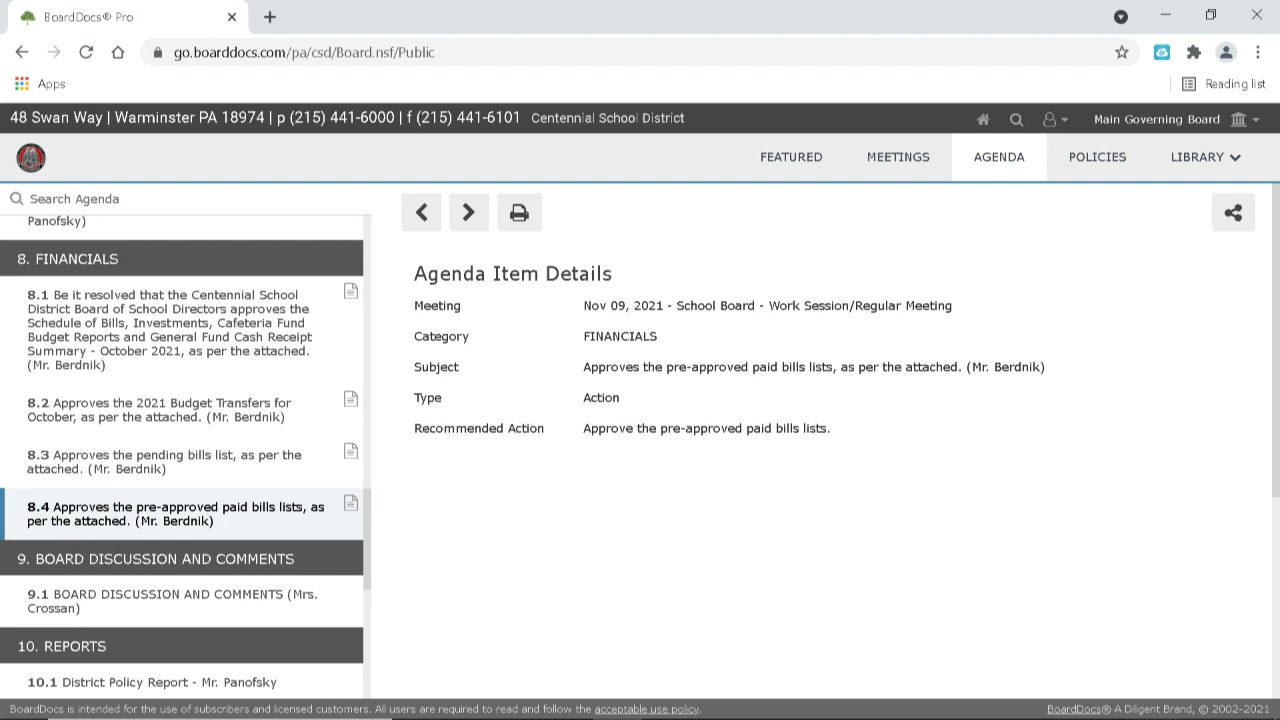 BoardDocs® Pro
go.boarddocs.com/pa/csd/Board.nsf/Public
Apps
Reading list
48 Swan Way | Warminster PA 18974 | p (215) 441-6000 | f (215) 441-6101 Centennial School District
Main Governing Board
FEATURED MEETINGS AGENDA POLICIES LIBRARY
Search Agenda
Panofsky)
8. FINANCIALS
8.1 Be it resolved that the Centennial School
District Board of School Directors approves the
Schedule of Bills, Investments, Cafeteria Fund
Budget Reports and General Fund Cash Receipt
Summary - October 2021, as per the attached.
(Mr. Berdnik)
8.2 Approves the 2021 Budget Transfers for
October, as per the attached. (Mr. Berdnik)
8.3 Approves the pending bills list, as per the
attached. (Mr. Berdnik)
8.4 Approves the pre-approved paid bills lists, as
per the attached. (Mr. Berdnik)
9. BOARD DISCUSSION AND COMMENTS
9.1 BOARD DISCUSSION AND COMMENTS (Mrs.
Crossan)
10. REPORTS
10.1 District Policy Report - Mr. Panofsky
Agenda Item Details
Meeting Nov 09, 2021 - School Board - Work Session/Regular Meeting
Category FINANCIALS
Subject Approves the pre-approved paid bills lists, as per the attached. (Mr. Berdnik)
Type Action
Recommended Action Approve the pre-approved paid bills lists.
BoardDocs is intended for the use of subscribers and licensed customers. All users are required to read and follow the acceptable use policy.
BoardDocs® A Diligent Brand, © 2002-2021